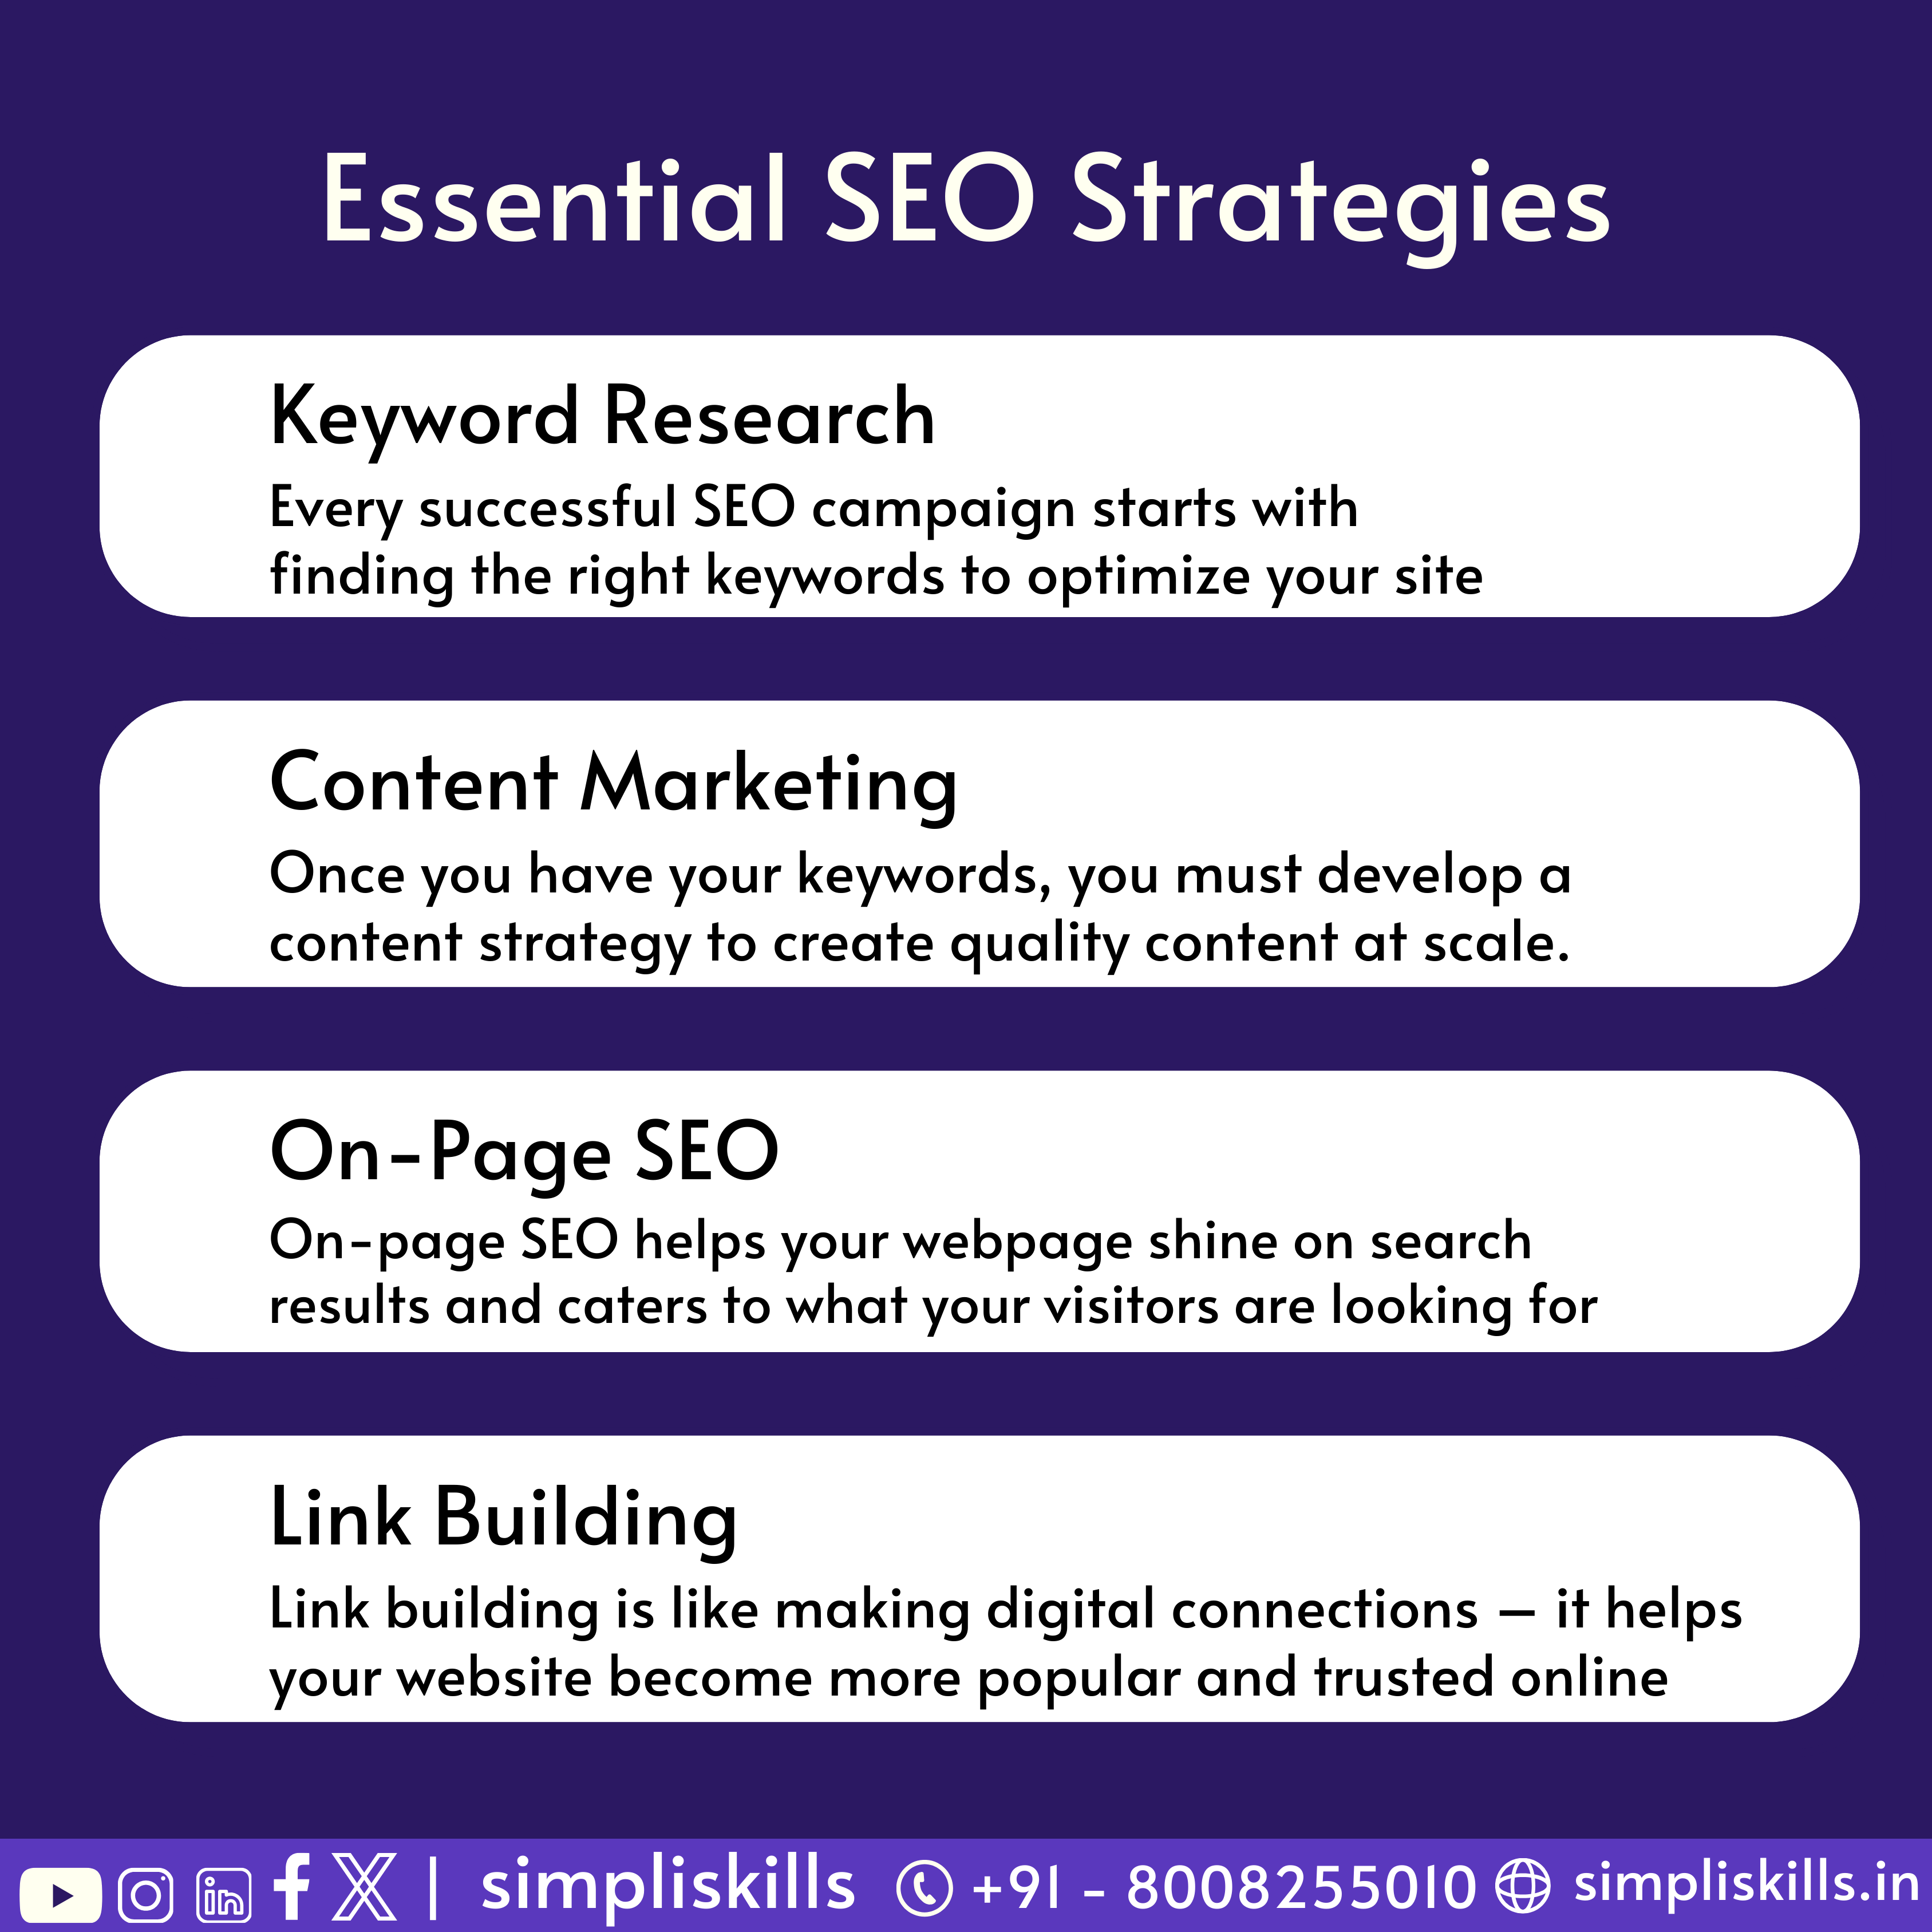 Essential SEO Strategies
Keyword Research
Every successful SEO campaign starts with
finding the right keywords to optimize your site
Content Marketing
Once you have your keywords, you must develop a
content strategy to create quality content at scale.
On-Page SEO
On-page SEO helps your webpage shine on search
results and caters to what your visitors are looking for
Link Building
Link building is like making digital connections – it helps
your website become more popular and trusted online
in f X | simpliskills +91 - 8008255010 simpliskills.in